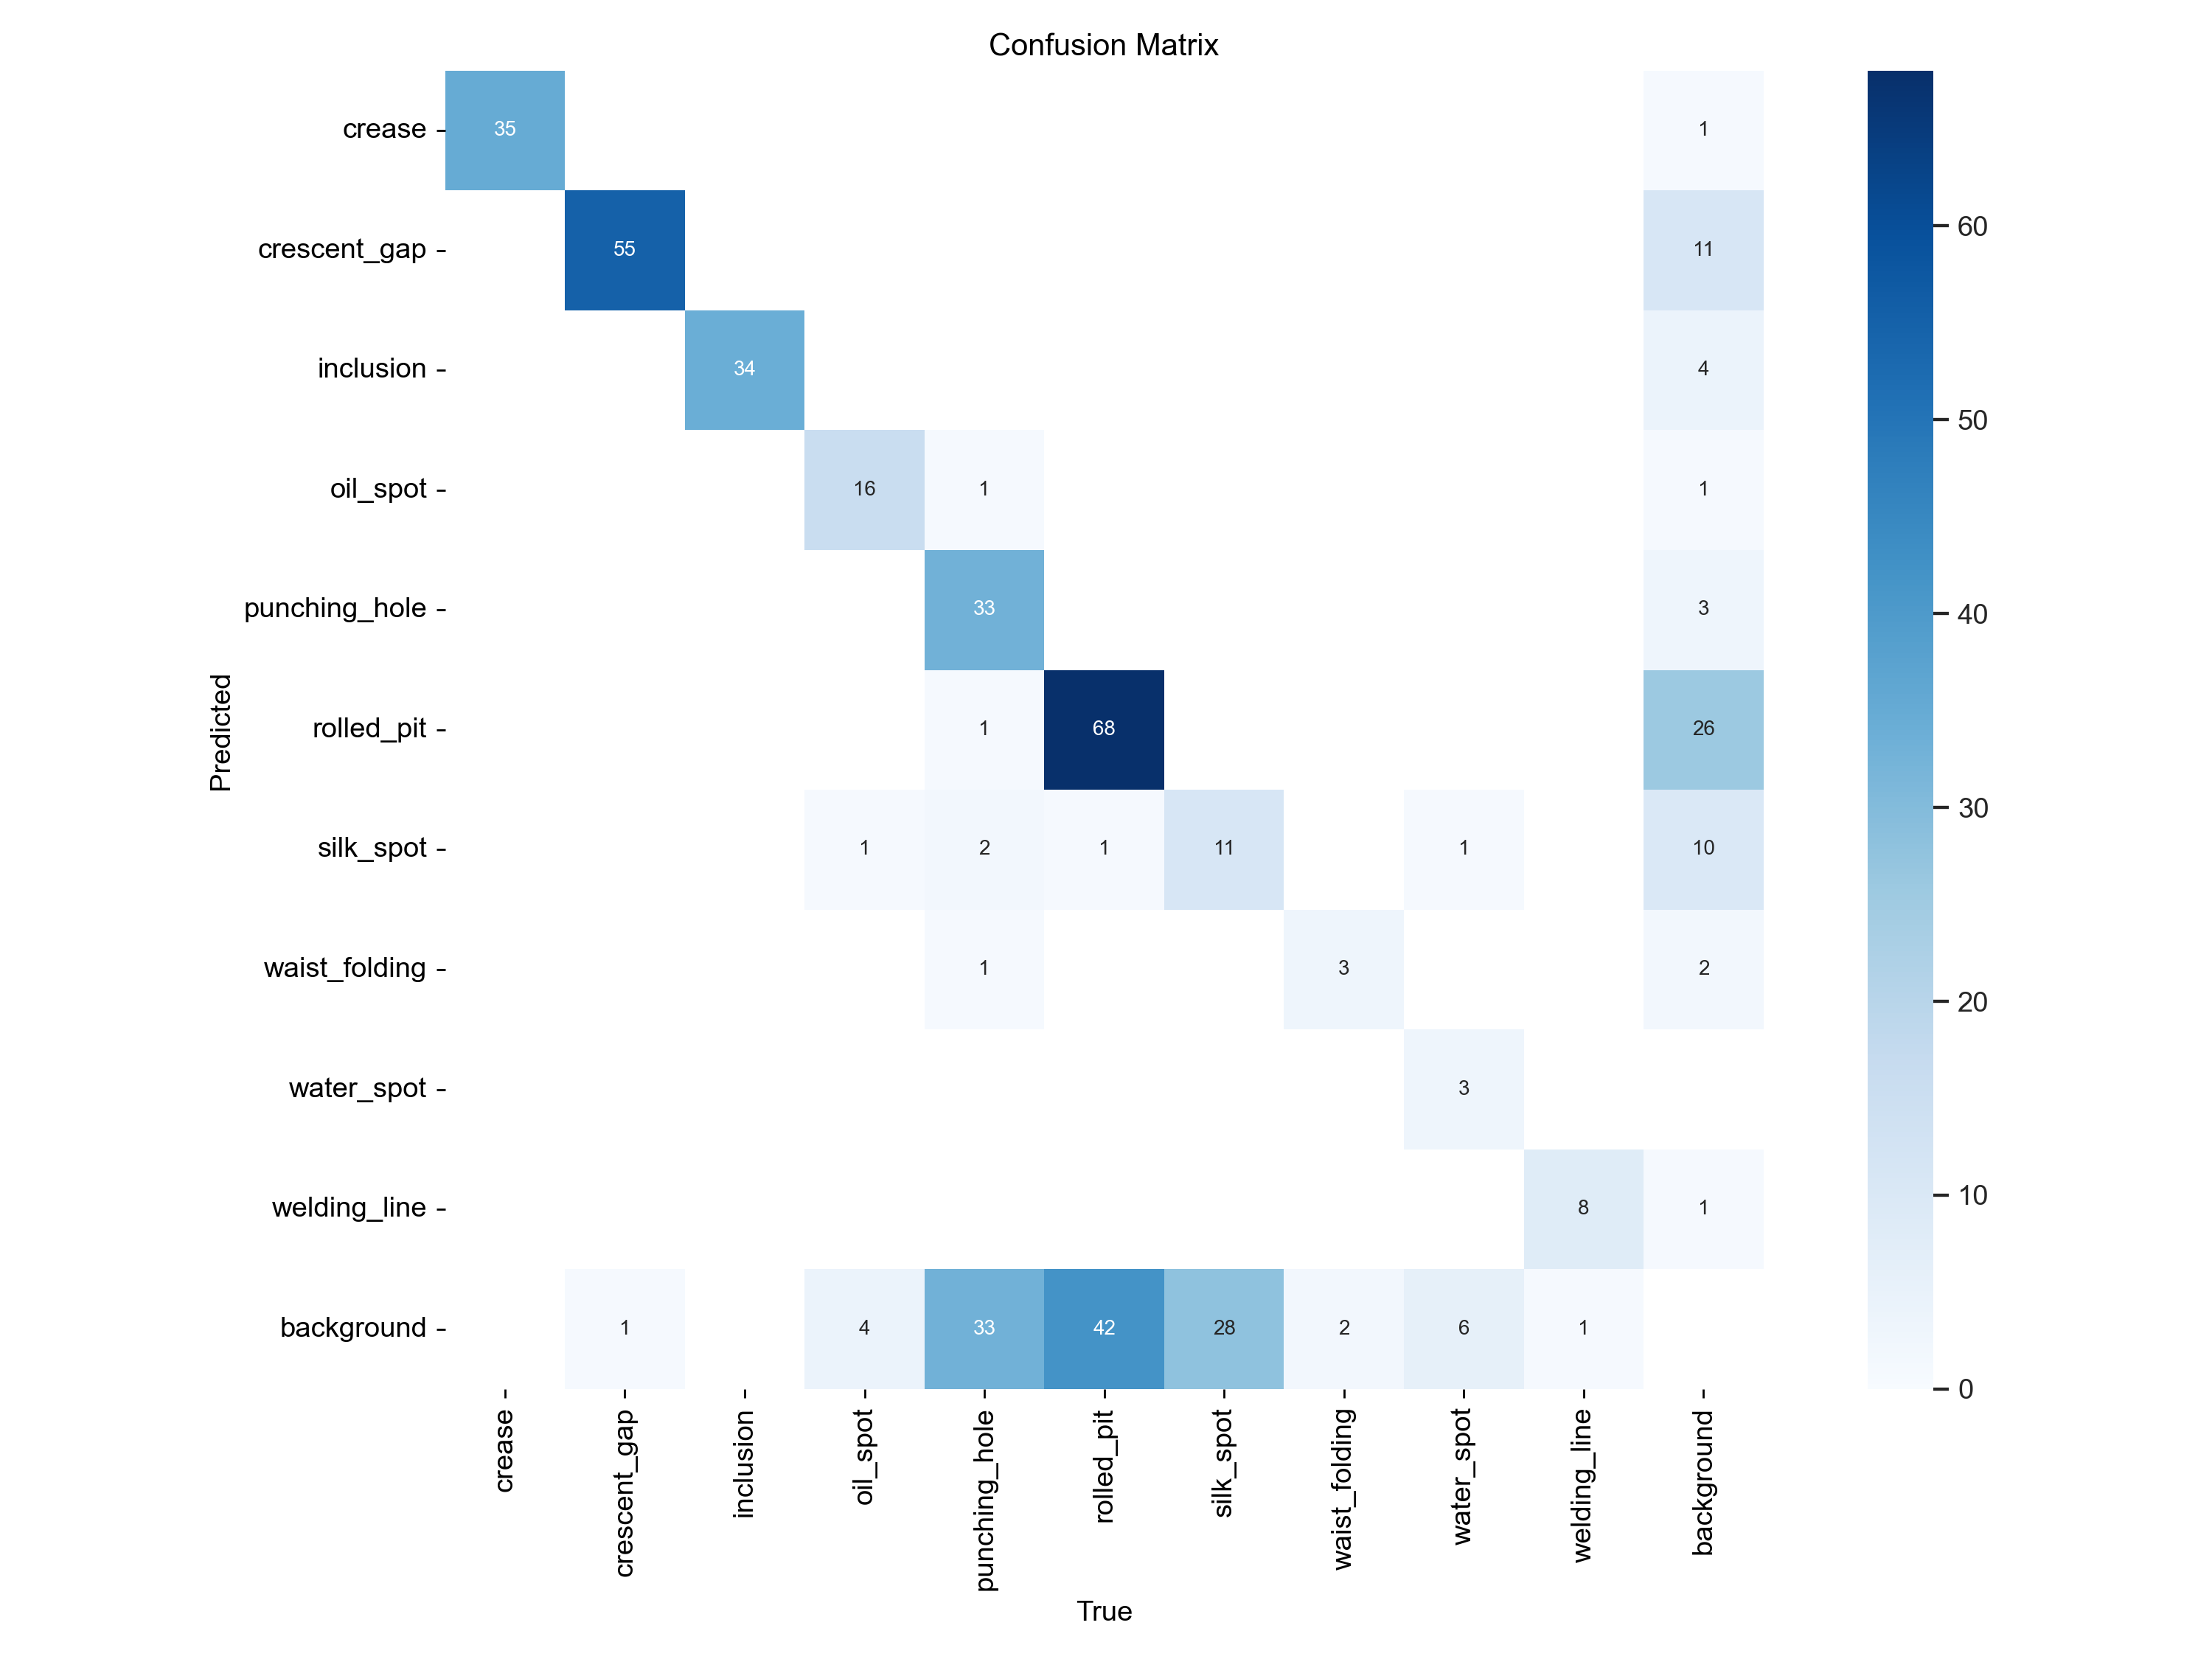 Confusion Matrix
crease 35 1
crescent_gap 55 11 60
inclusion 34 4
50
oil_spot 16 1 1
punching_hole 33 3 40
Predicted
rolled_pit 1 68 26
30
silk_spot 1 2 1 11 1 10
waist_folding 1 3 2
20
water_spot 3
welding_line 8 1 10
background 1 4 33 42 28 2 6 1
0
crease crescent_gap inclusion oil_spot punching_hole rolled_pit silk_spot waist_folding water_spot welding_line background
True